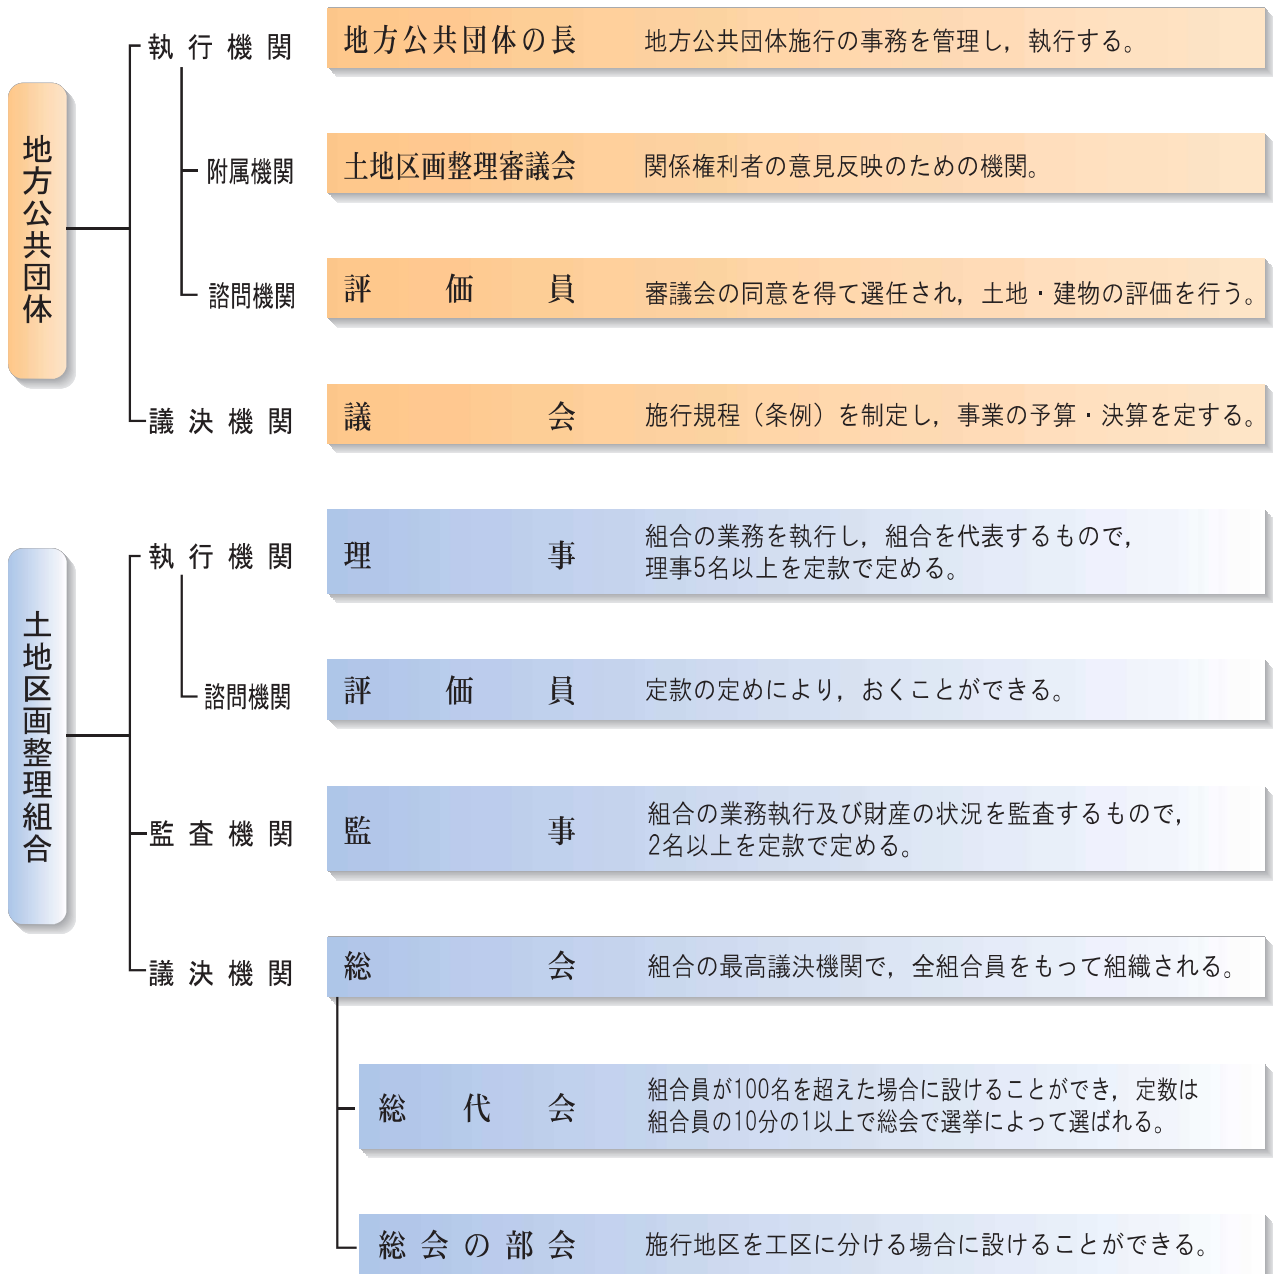 地方公共団体
執行機関
地方公共団体の長
地方公共団体施行の事務を管理し，執行する。
附属機関
土地区画整理審議会
関係権利者の意見反映のための機関。
諮問機関
評価員
審議会の同意を得て選任され，土地・建物の評価を行う。
議決機関
議会
施行規程（条例）を制定し，事業の予算・決算を定する。
土地区画整理組合
執行機関
理事
組合の業務を執行し，組合を代表するもので，
理事5名以上を定款で定める。
諮問機関
評価員
定款の定めにより，おくことができる。
監査機関
監事
組合の業務執行及び財産の状況を監査するもので，
2名以上を定款で定める。
議決機関
総会
組合の最高議決機関で，全組合員をもって組織される。
総代会
組合員が100名を超えた場合に設けることができ，定数は
組合員の10分の1以上で総会で選挙によって選ばれる。
総会の部会
施行地区を工区に分ける場合に設けることができる。